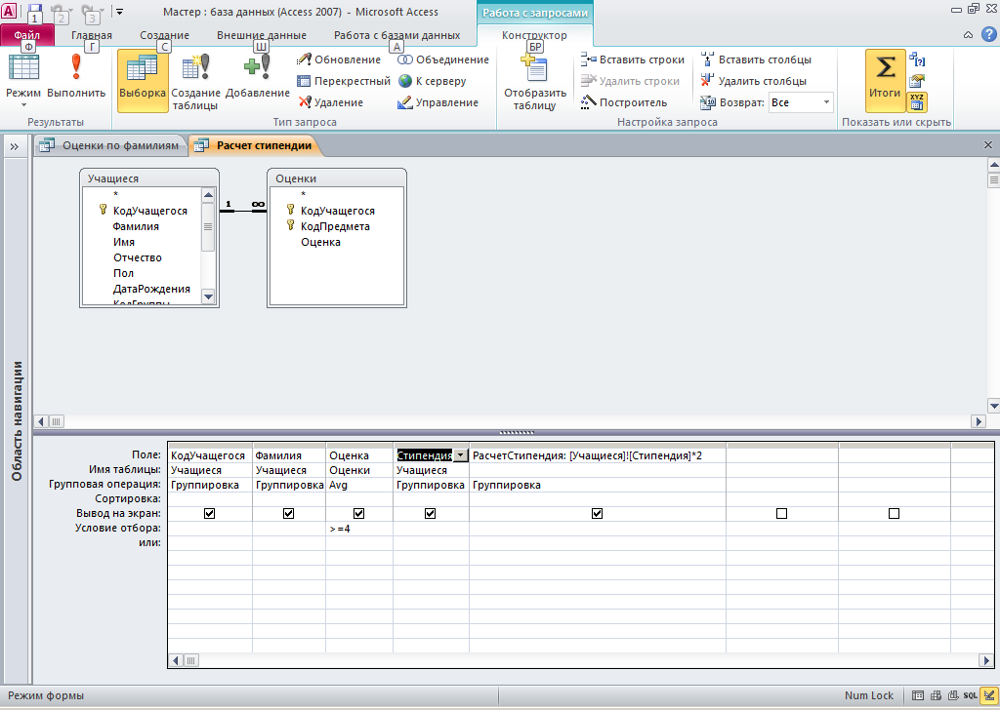 Мастер : база данных (Access 2007) - Microsoft Access
Работа с запросами
1 2 3
Файл Главная Создание Внешние данные Работа с базами данных Конструктор
Ф Г С Ш А БР
Режим Выполнить
Выборка Создание таблицы Добавление
Обновление Объединение
Перекрестный К серверу
Удаление Управление
Отобразить таблицу
Вставить строки Вставить столбцы
Удалить строки Удалить столбцы
Построитель Возврат: Все
Итоги
XYZ
Результаты Тип запроса Настройка запроса Показать или скрыть
Оценки по фамилиям Расчет стипендии
Область навигации
Учащиеся
*
КодУчащегося
Фамилия
Имя
Отчество
Пол
ДатаРождения
КодГруппы
1 ∞
Оценки
*
КодУчащегося
КодПредмета
Оценка
Поле: КодУчащегося Фамилия Оценка Стипендия РасчетСтипендия: [Учащиеся]![Стипендия]*2
Имя таблицы: Учащиеся Учащиеся Оценки Учащиеся
Групповая операция: Группировка Группировка Avg Группировка Группировка
Сортировка:
Вывод на экран:
Условие отбора: >=4
или:
Режим формы Num Lock SQL